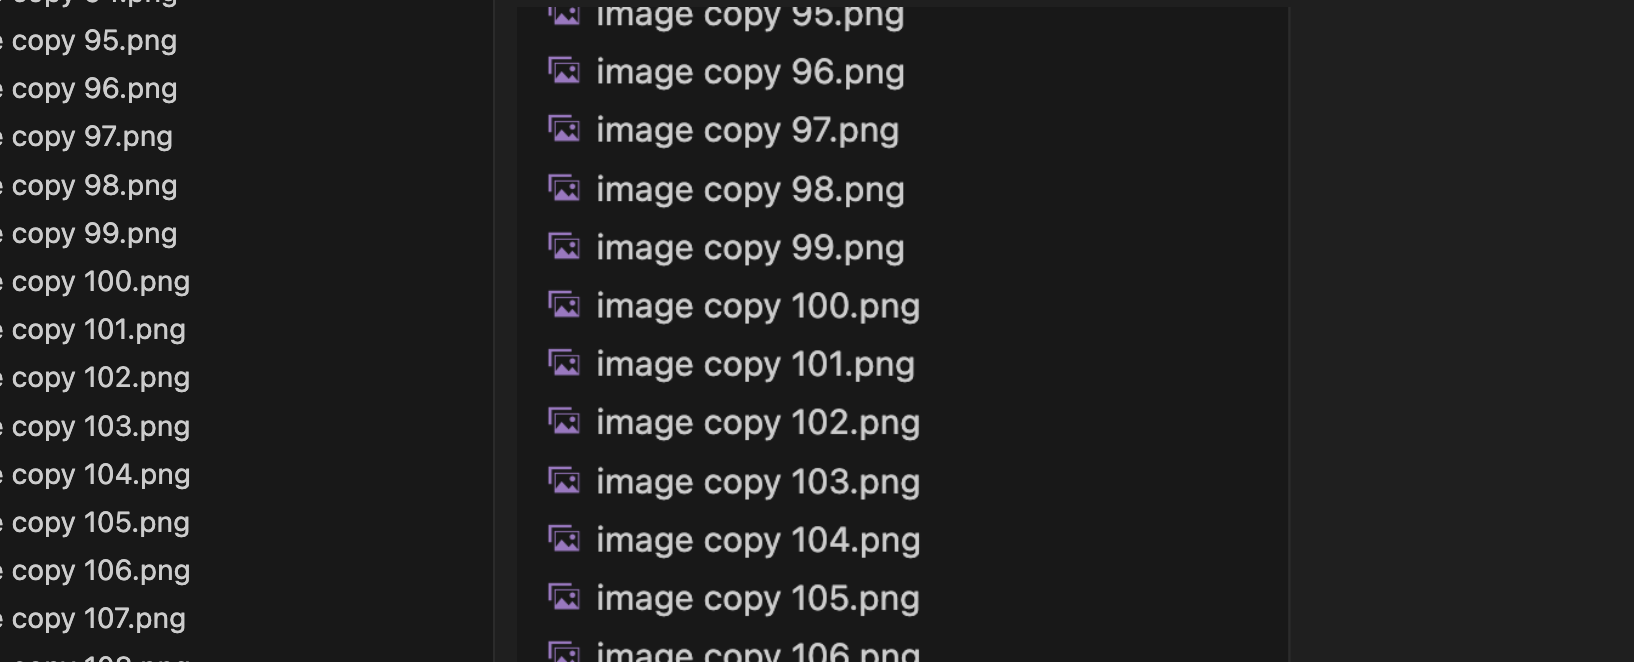 copy 95.png
copy 96.png
copy 97.png
copy 98.png
copy 99.png
copy 100.png
copy 101.png
copy 102.png
copy 103.png
copy 104.png
copy 105.png
copy 106.png
copy 107.png
image copy 95.png
image copy 96.png
image copy 97.png
image copy 98.png
image copy 99.png
image copy 100.png
image copy 101.png
image copy 102.png
image copy 103.png
image copy 104.png
image copy 105.png
image copy 106.png